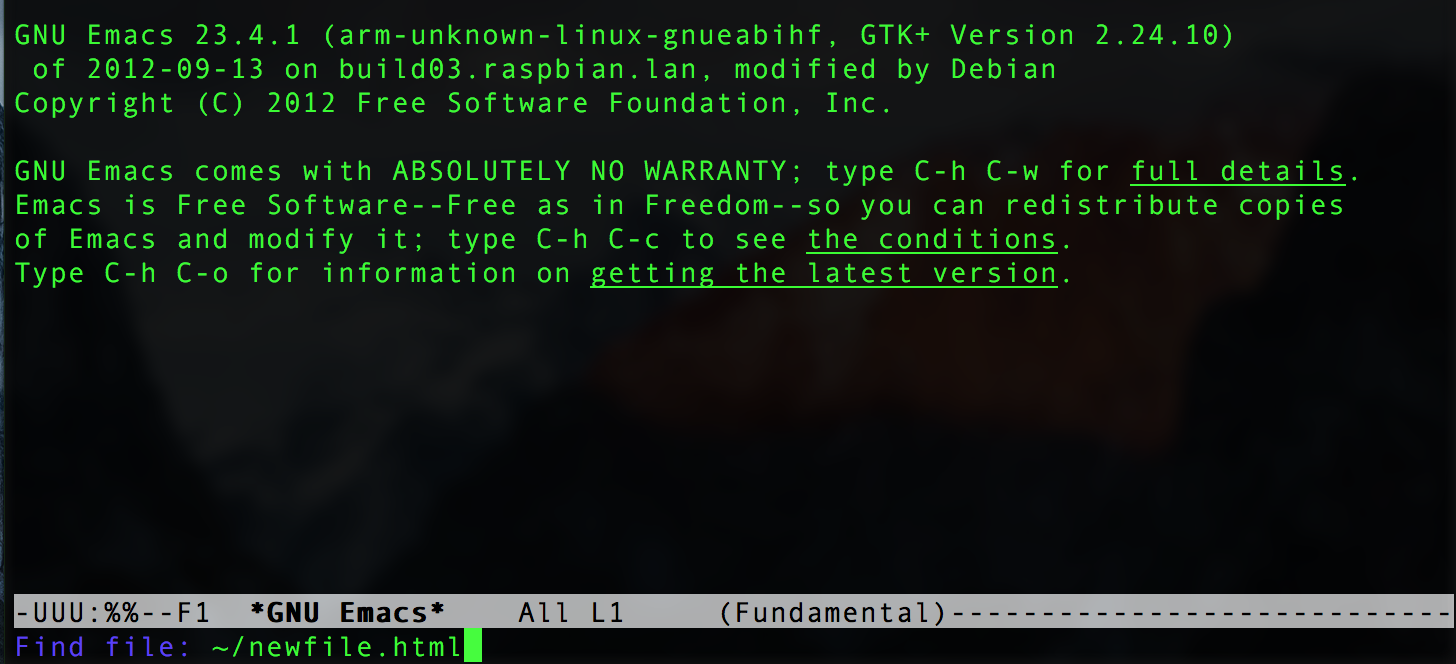 GNU Emacs 23.4.1 (arm-unknown-linux-gnueabihf, GTK+ Version 2.24.10)
 of 2012-09-13 on build03.raspbian.lan, modified by Debian
Copyright (C) 2012 Free Software Foundation, Inc.
GNU Emacs comes with ABSOLUTELY NO WARRANTY; type C-h C-w for full details.
Emacs is Free Software--Free as in Freedom--so you can redistribute copies
of Emacs and modify it; type C-h C-c to see the conditions.
Type C-h C-o for information on getting the latest version.
-UUU:%%--F1  *GNU Emacs*    All L1     (Fundamental)----------------------------
Find file: ~/newfile.html